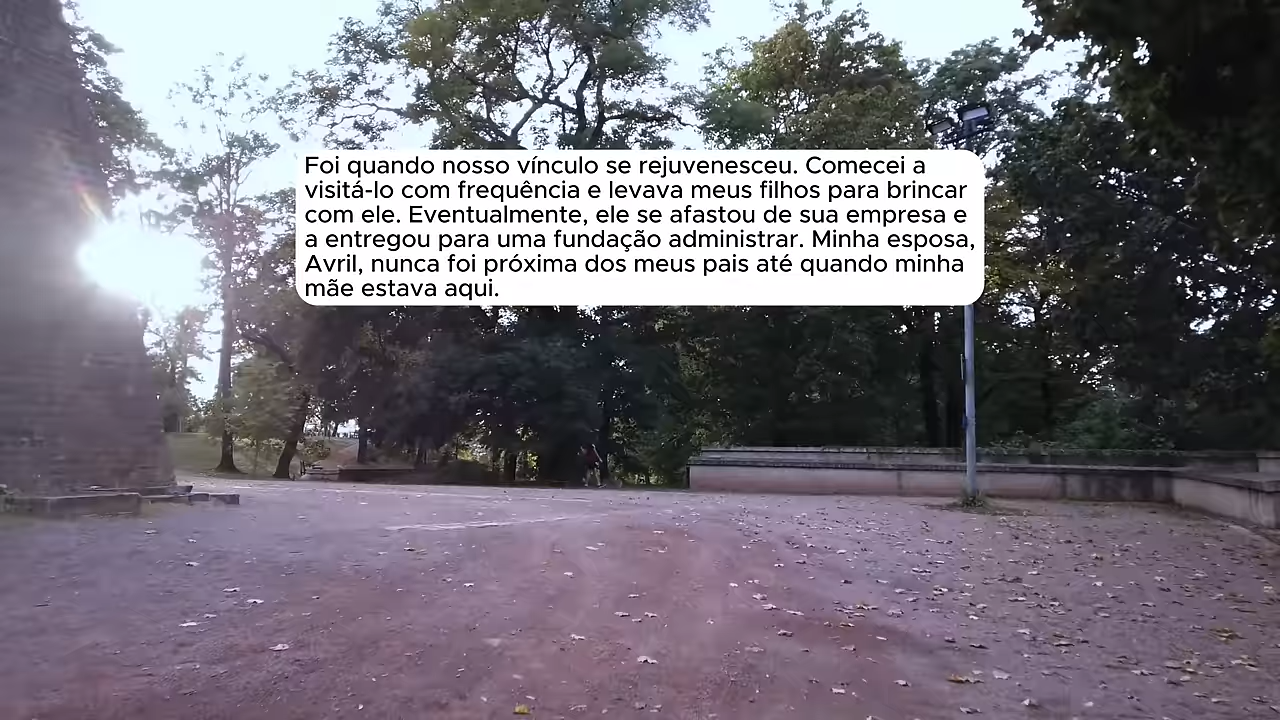 Foi quando nosso vínculo se rejuvenesceu. Comecei a
visitá-lo com frequência e levava meus filhos para brincar
com ele. Eventualmente, ele se afastou de sua empresa e
a entregou para uma fundação administrar. Minha esposa,
Avril, nunca foi próxima dos meus pais até quando minha
mãe estava aqui.